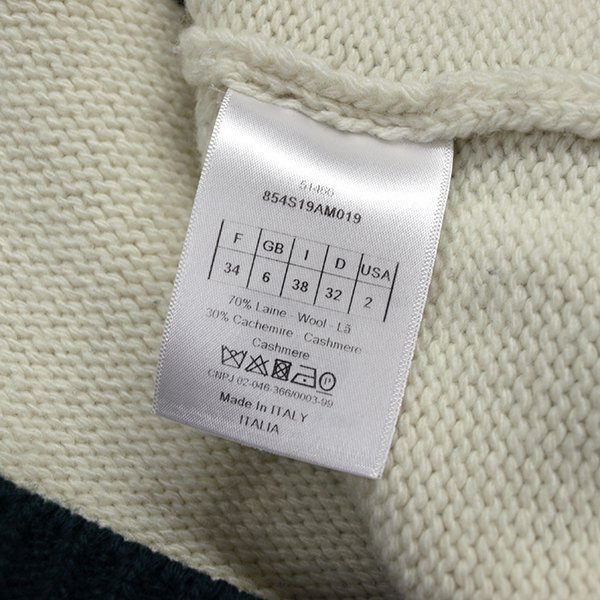 51466
854S19AM019
F GB I D USA
34 6 38 32 2
70% Laine - Wool - Lã
30% Cachemire - Cashmere
Cashmere
P
CNPJ 02-046-366/0003-99
Made In ITALY
ITALIA